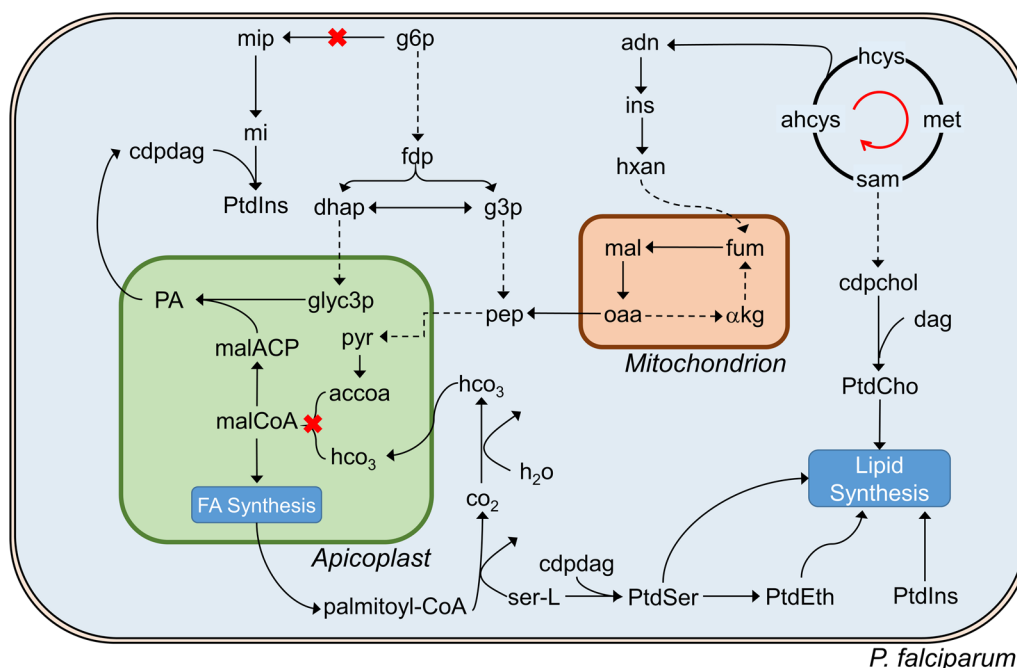 mip
g6p
adn
hcys
ahcys
met
sam
mi
ins
cdpdag
fdp
hxan
PtdIns
dhap
g3p
mal
fum
cdpchol
PA
glyc3p
pep
oaa
αkg
dag
pyr
malACP
Mitochondrion
accoa
hco3
PtdCho
malCoA
hco3
h2o
Lipid
Synthesis
FA Synthesis
co2
Apicoplast
cdpdag
palmitoyl-CoA
ser-L
PtdSer
PtdEth
PtdIns
P. falciparum